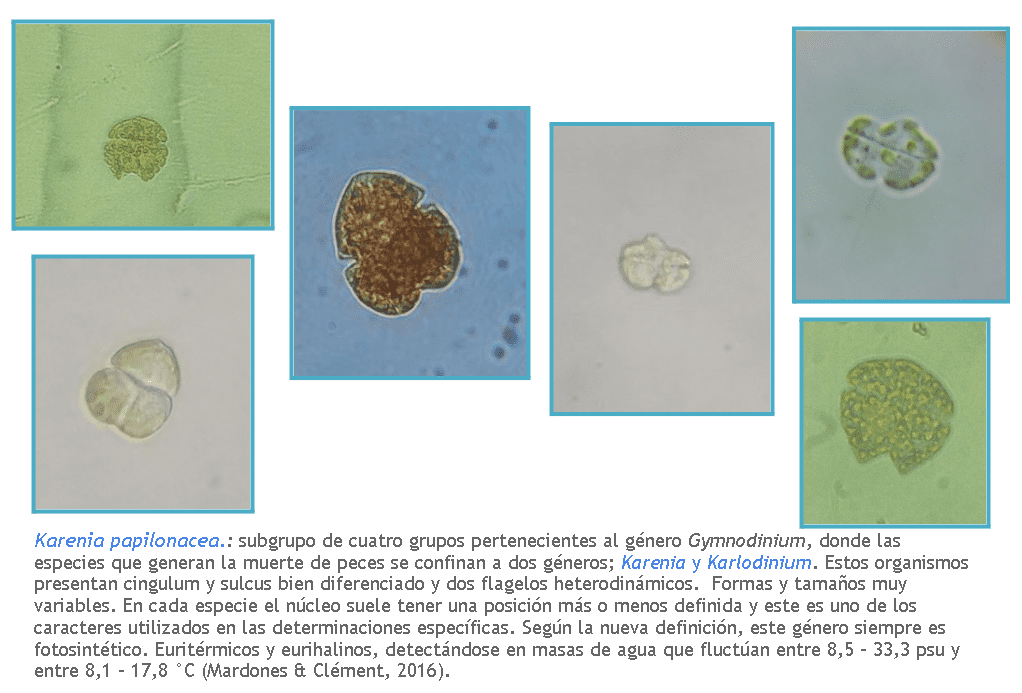 Karenia papilonacea.: subgrupo de cuatro grupos pertenecientes al género Gymnodinium, donde las
especies que generan la muerte de peces se confinan a dos géneros; Karenia y Karlodinium. Estos organismos
presentan cingulum y sulcus bien diferenciado y dos flagelos heterodinámicos.  Formas y tamaños muy
variables. En cada especie el núcleo suele tener una posición más o menos definida y este es uno de los
caracteres utilizados en las determinaciones específicas. Según la nueva definición, este género siempre es
fotosintético. Euritérmicos y eurihalinos, detectándose en masas de agua que fluctúan entre 8,5 – 33,3 psu y
entre 8,1 – 17,8 °C (Mardones & Clément, 2016).